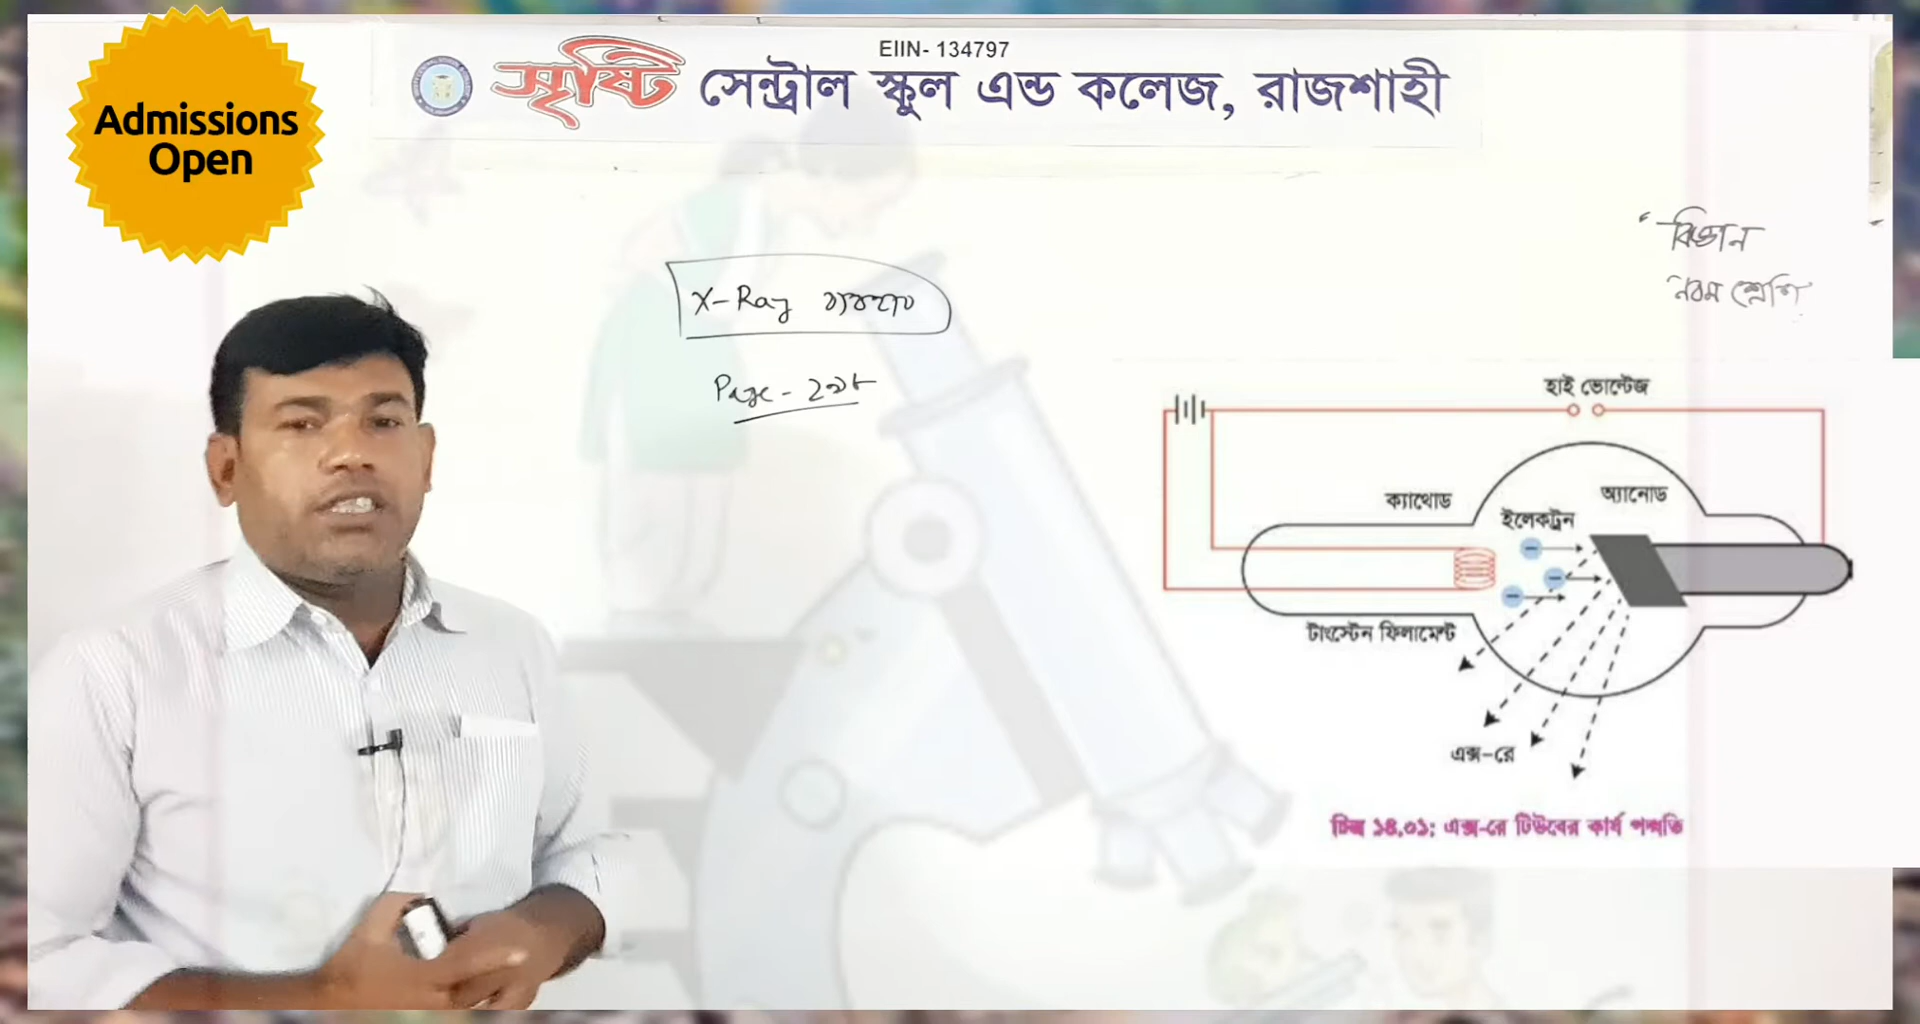 Admissions
Open
EIIN- 134797
সৃষ্টি সেন্ট্রাল স্কুল এন্ড কলেজ, রাজশাহী
বিজ্ঞান
নবম শ্রেণি
X-Ray ব্যবহার
Page -
হাই ভোল্টেজ
ক্যাথোড
অ্যানোড
ইলেকট্রন
টাংস্টেন ফিলামেন্ট
এক্স-রে
চিত্র ১৪.০১: এক্স-রে টিউবের কার্য পদ্ধতি